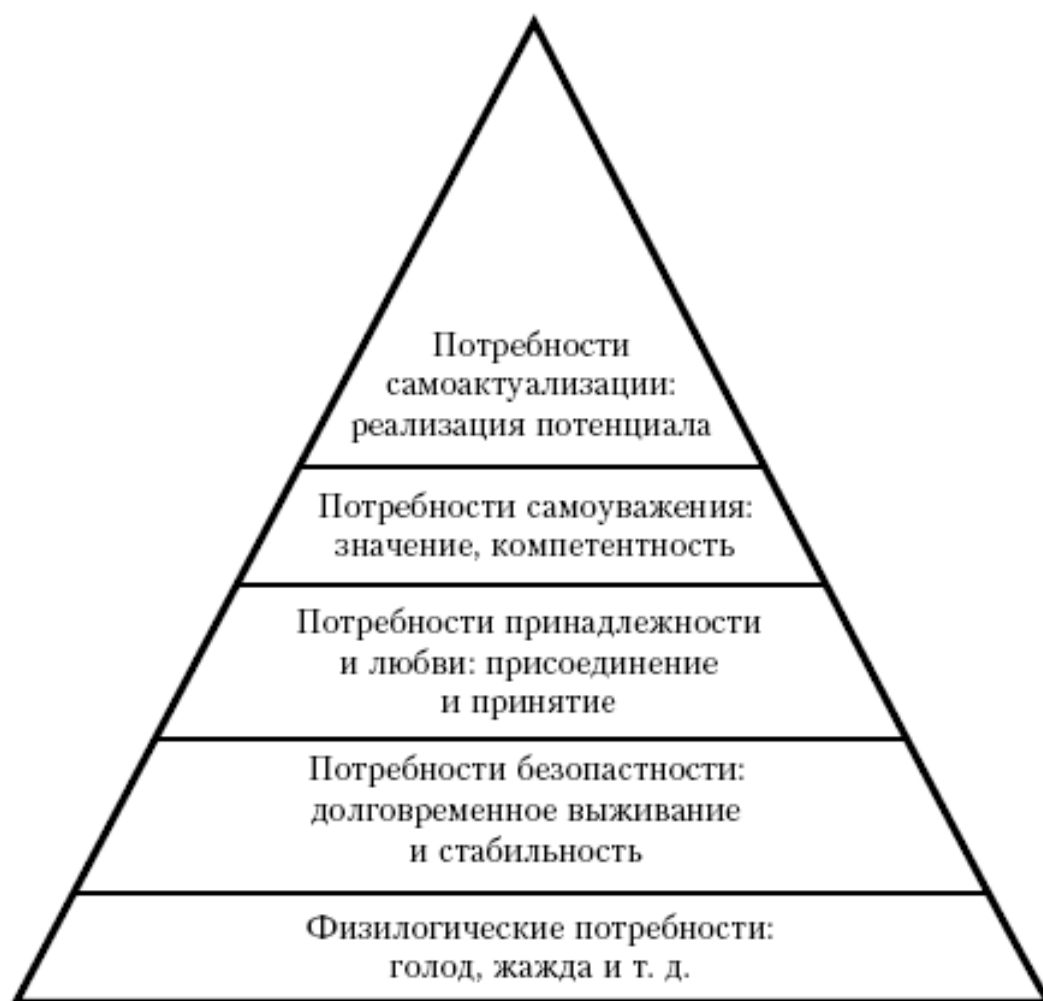 Потребности
самоактуализации:
реализация потенциала
Потребности самоуважения:
значение, компетентность
Потребности принадлежности
и любви: присоединение
и принятие
Потребности безопастности:
долговременное выживание
и стабильность
Физилогические потребности:
голод, жажда и т. д.